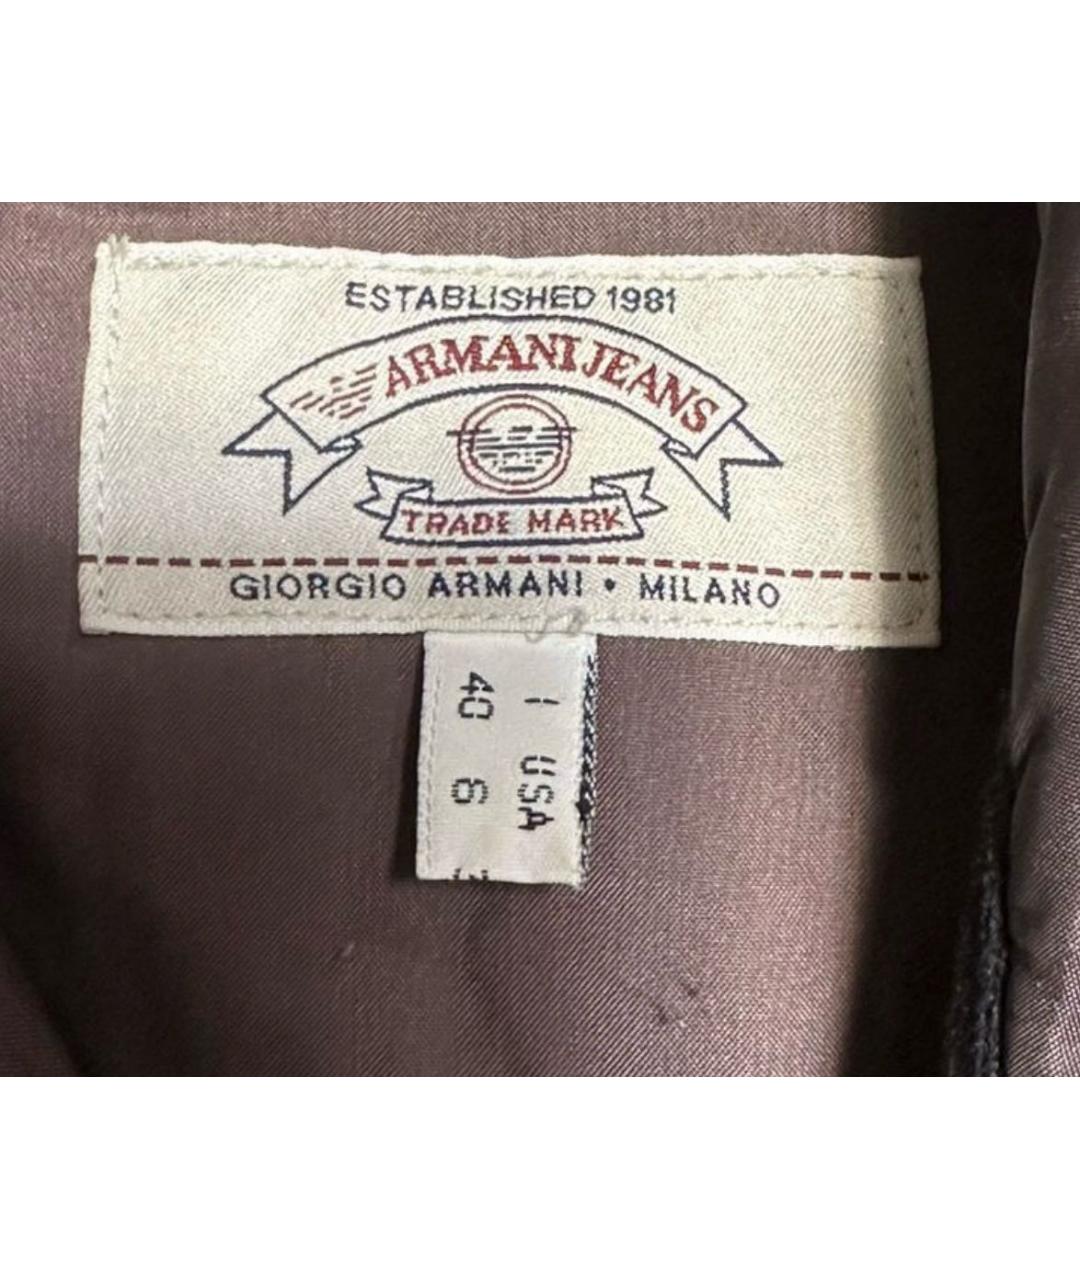 ESTABLISHED 1981
ARMANI JEANS
TRADE MARK
GIORGIO ARMANI • MILANO
I USA
40 6